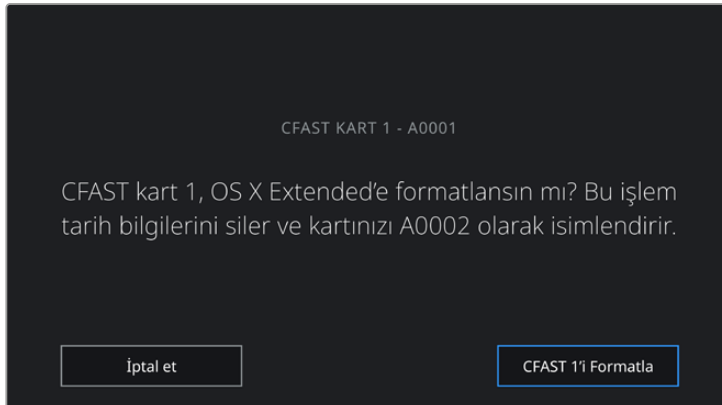 CFAST KART 1 - A0001
CFAST kart 1, OS X Extended’e formatlansın mı? Bu işlem
tarih bilgilerini siler ve kartınızı A0002 olarak isimlendirir.
İptal et
CFAST 1’i Formatla